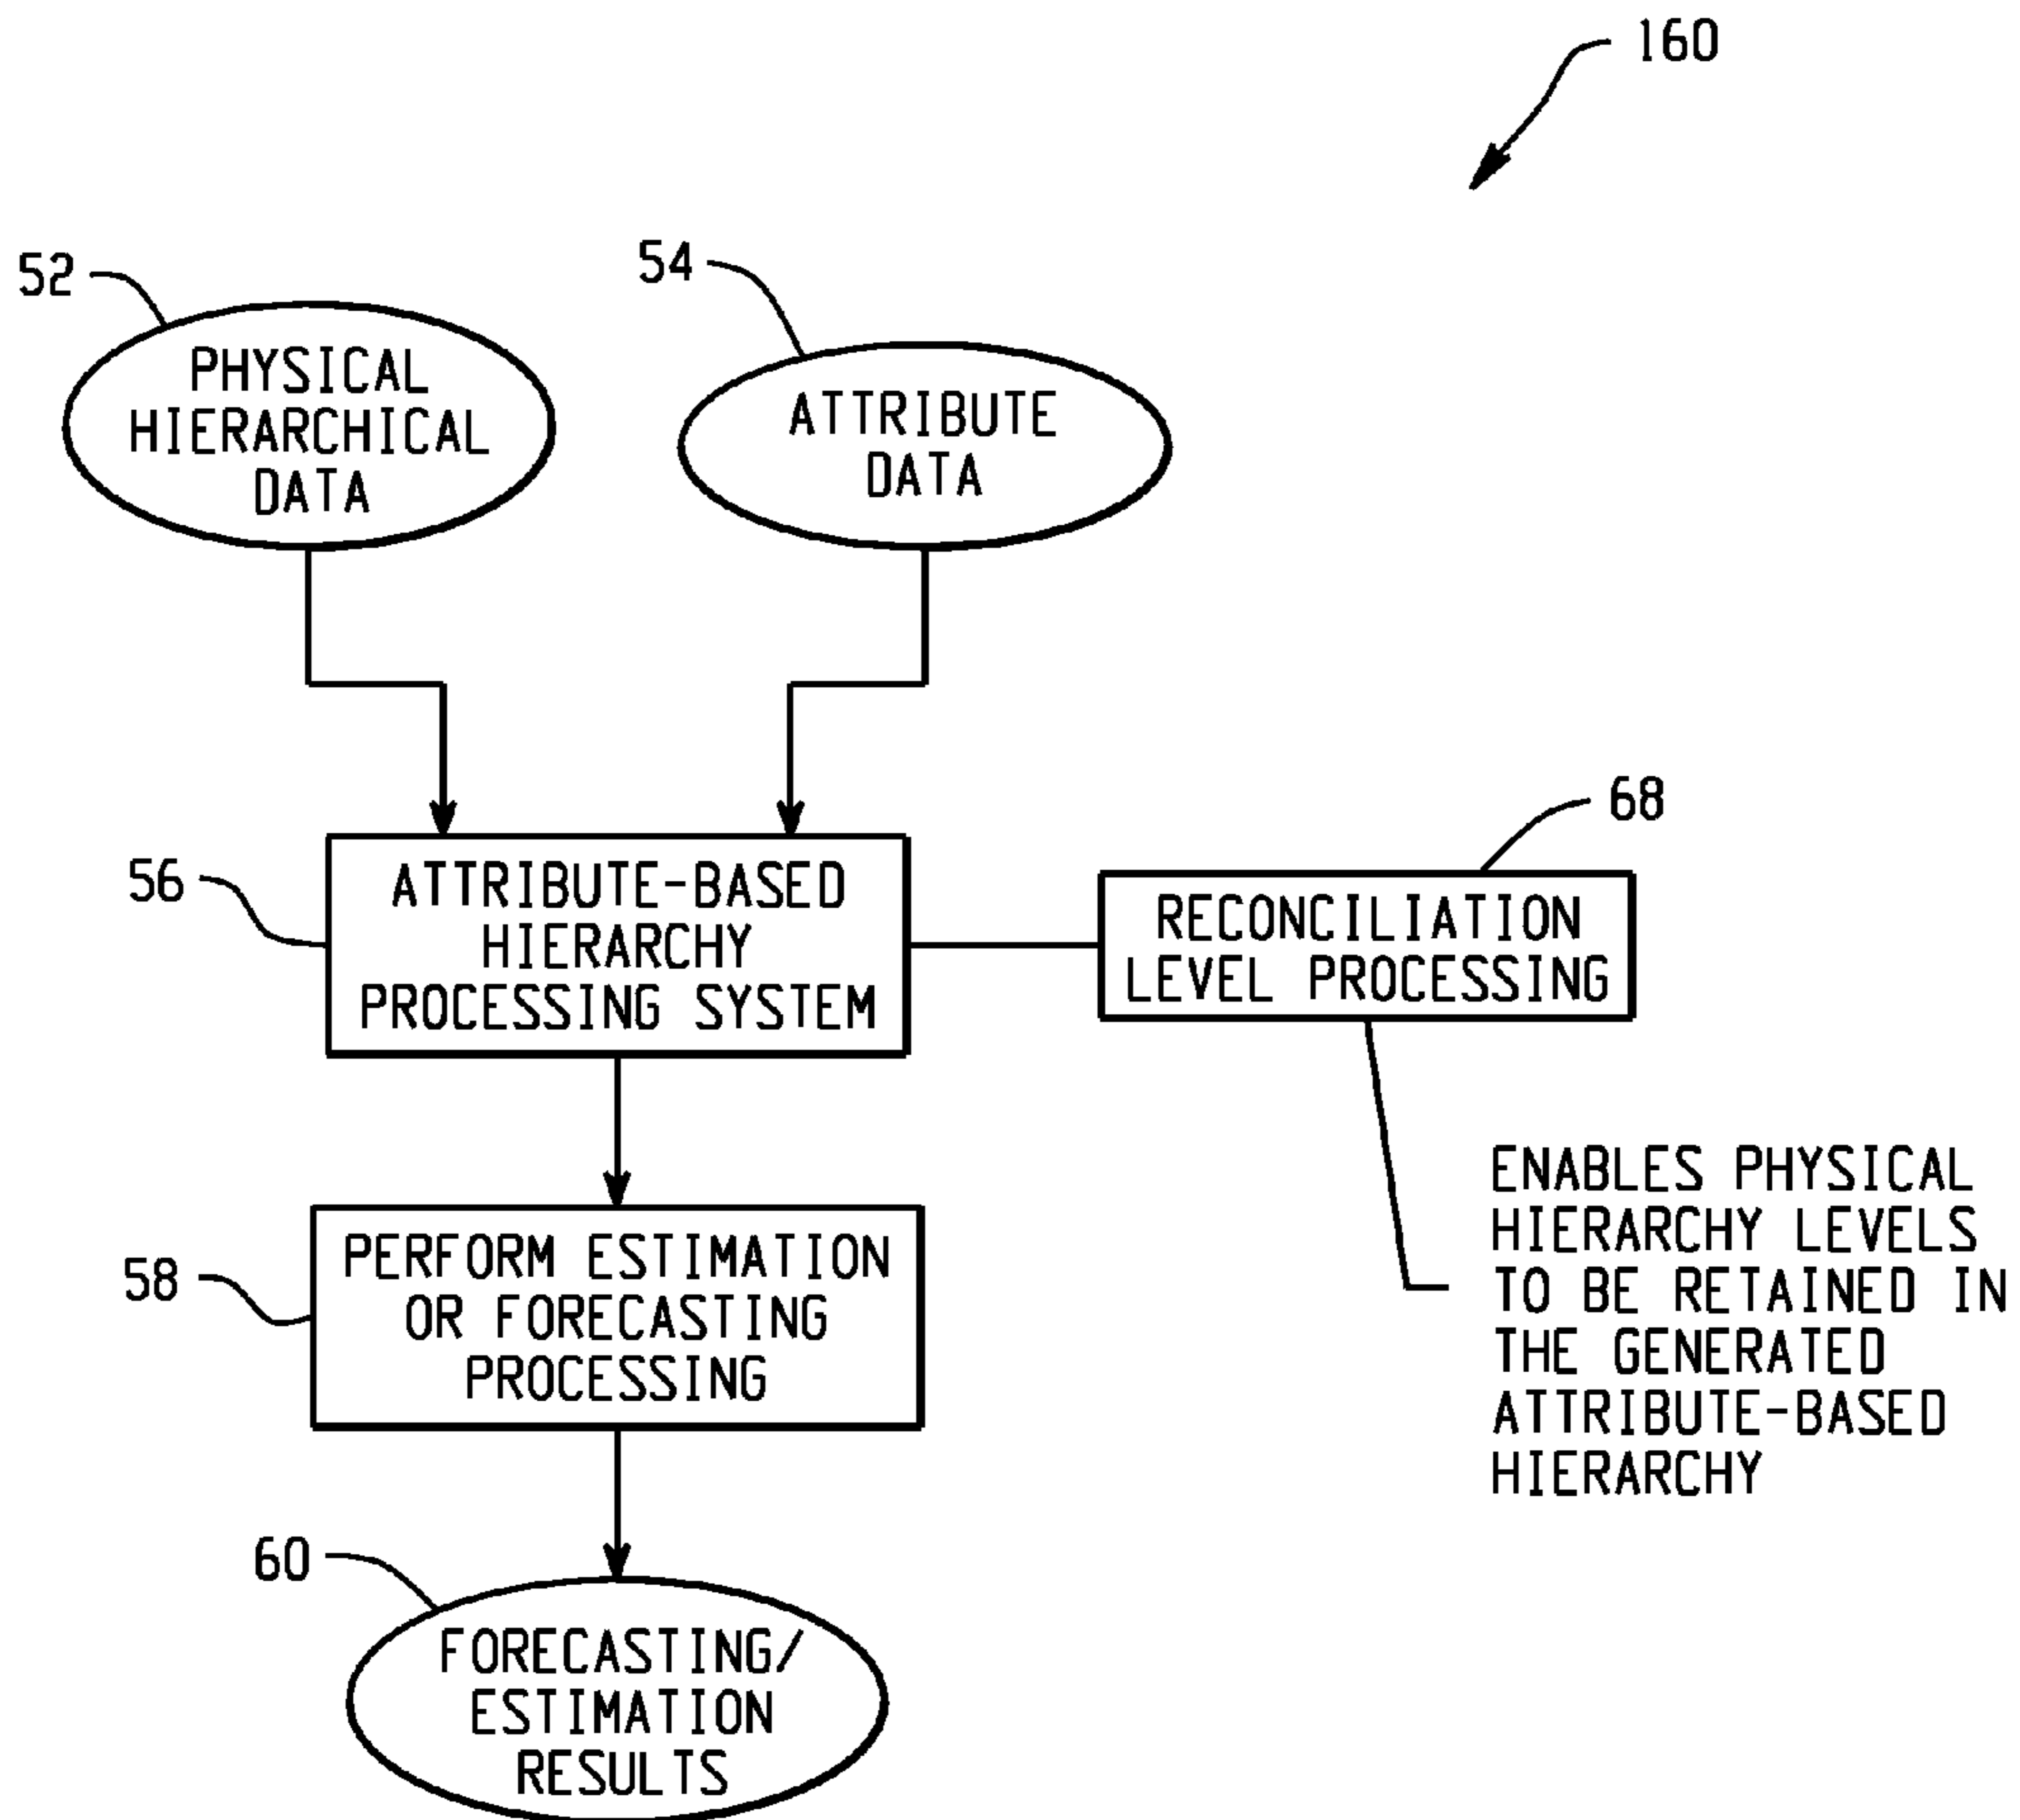 160
52
54
PHYSICAL
HIERARCHICAL
DATA
ATTRIBUTE
DATA
68
56
ATTRIBUTE-BASED
HIERARCHY
PROCESSING SYSTEM
RECONCILIATION
LEVEL PROCESSING
ENABLES PHYSICAL
HIERARCHY LEVELS
TO BE RETAINED IN
THE GENERATED
ATTRIBUTE-BASED
HIERARCHY
58
PERFORM ESTIMATION
OR FORECASTING
PROCESSING
60
FORECASTING/
ESTIMATION
RESULTS